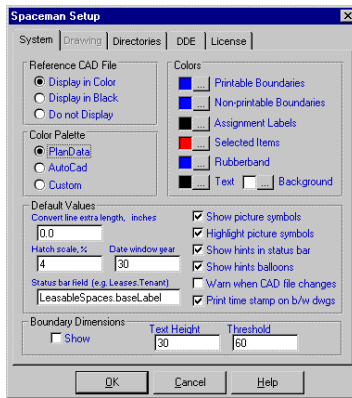 Spaceman Setup
System Drawing Directories DDE License
Reference CAD File
Display in Color
Display in Black
Do not Display
Color Palette
PlanData
AutoCad
Custom
Colors
... Printable Boundaries
... Non-printable Boundaries
... Assignment Labels
... Selected Items
... Rubberband
... Text ... Background
Default Values
Convert line extra length, inches
0.0
Hatch scale, % Date window year
4 30
Status bar field (e.g. Leases.Tenant)
LeasableSpaces.baseLabel
Show picture symbols
Highlight picture symbols
Show hints in status bar
Show hints balloons
Warn when CAD file changes
Print time stamp on b/w dwgs
Boundary Dimensions
Show
Text Height Threshold
30 60
OK Cancel Help